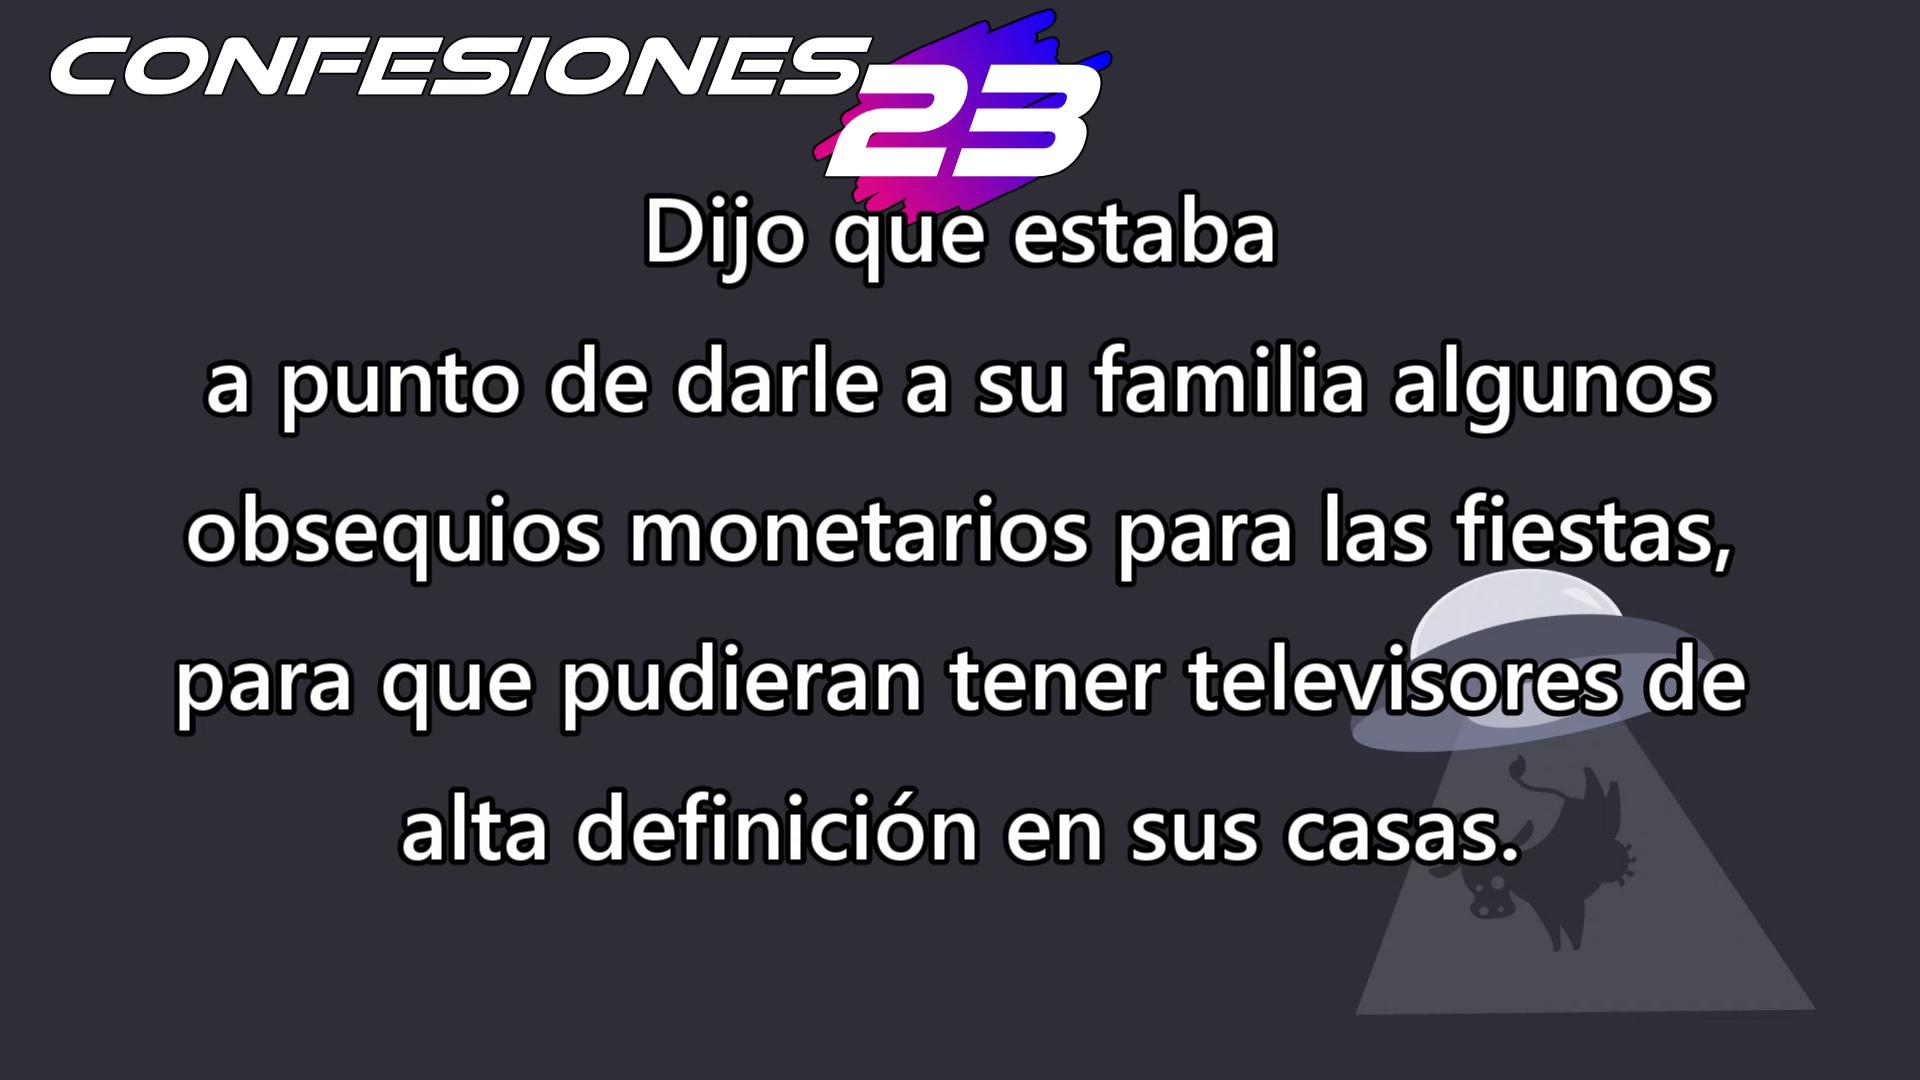 CONFESIONES
23
Dijo que estaba
a punto de darle a su familia algunos
obsequios monetarios para las fiestas,
para que pudieran tener televisores de
alta definición en sus casas.